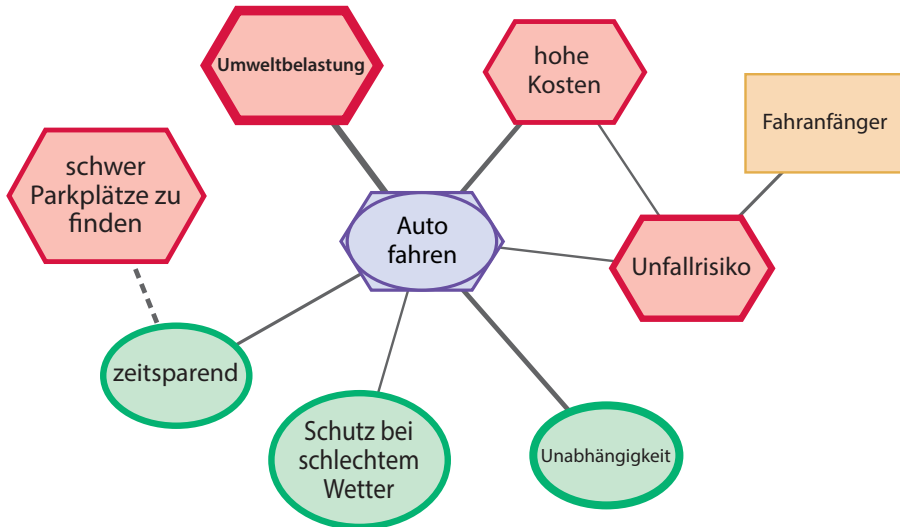 Umweltbelastung
hohe
Kosten
Fahranfänger
schwer
Parkplätze zu
finden
Auto
fahren
Unfallrisiko
zeitsparend
Schutz bei
schlechtem
Wetter
Unabhängigkeit